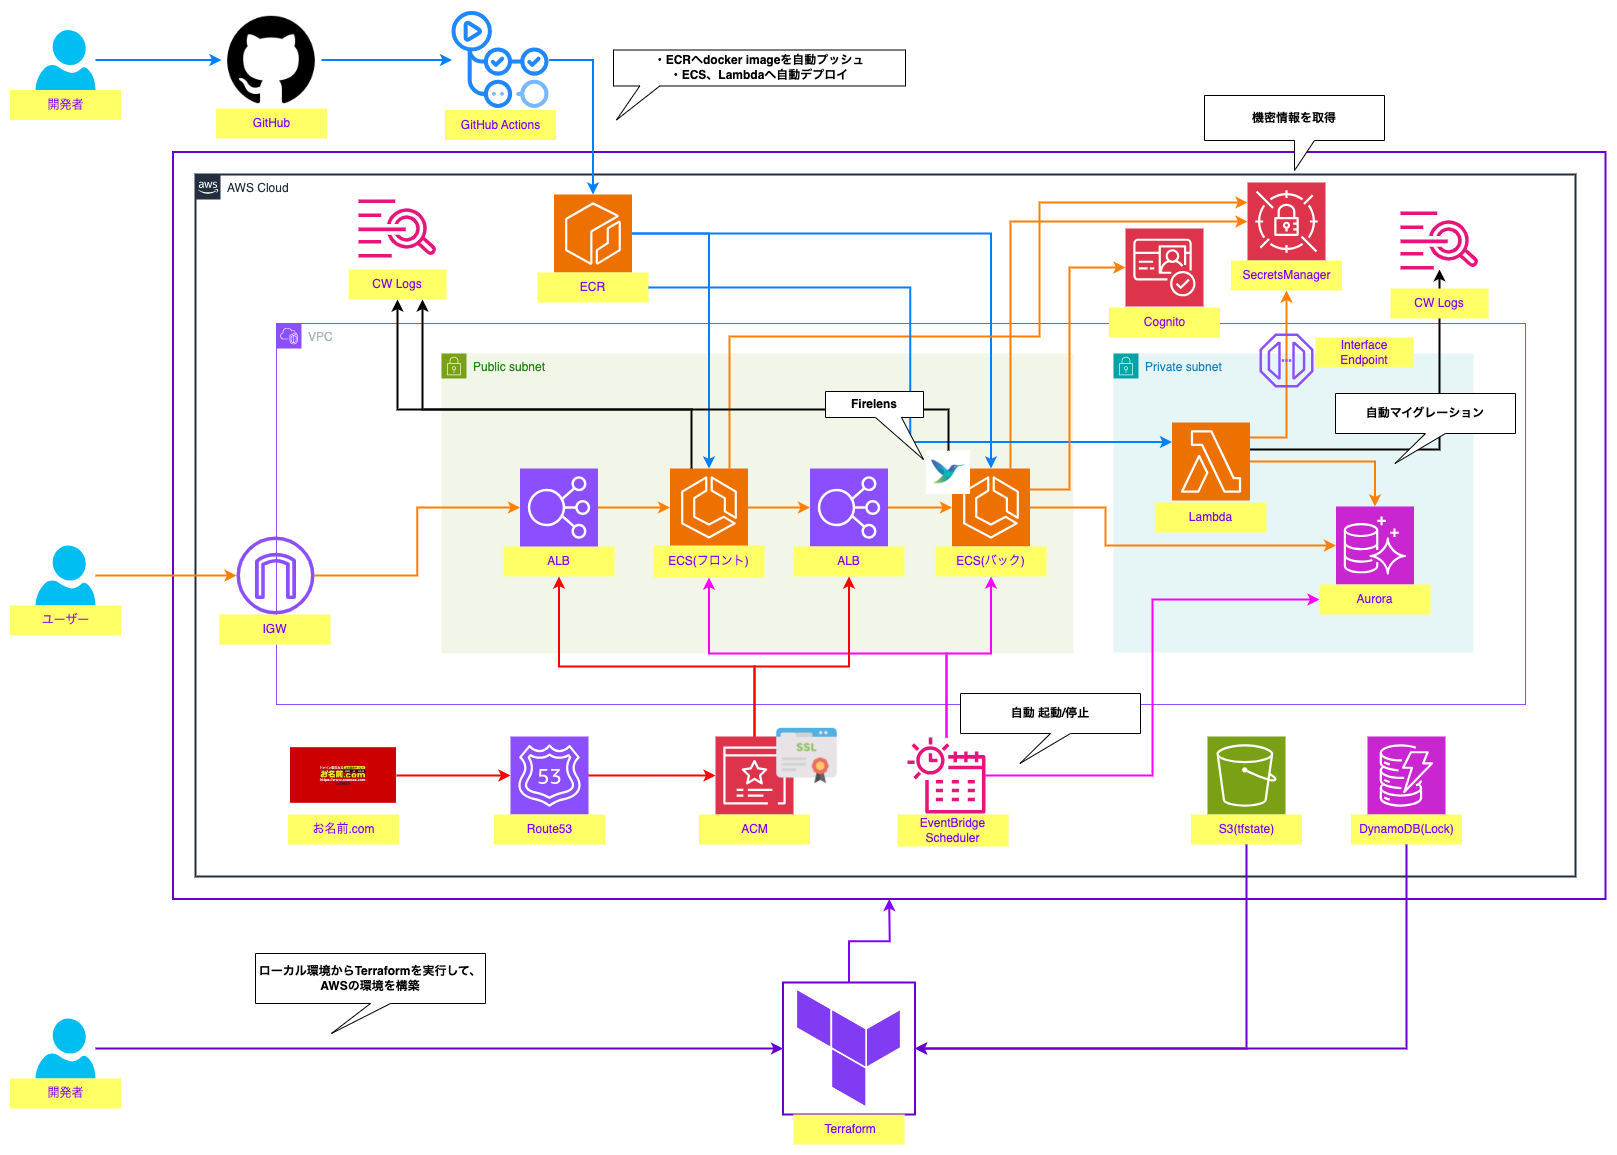 ・ECRへdocker imageを自動プッシュ
・ECS、Lambdaへ自動デプロイ
開発者
GitHub
GitHub Actions
機密情報を取得
aws
AWS Cloud
CW Logs
ECR
SecretsManager
CW Logs
Cognito
VPC
Interface
Endpoint
Public subnet
Private subnet
Firelens
自動マイグレーション
Lambda
ALB
ECS(フロント)
ALB
ECS(バック)
Aurora
ユーザー
IGW
自動 起動/停止
SSL
お名前.com
53
お名前.com
Route53
ACM
EventBridge
Scheduler
S3(tfstate)
DynamoDB(Lock)
ローカル環境からTerraformを実行して、
AWSの環境を構築
開発者
Terraform